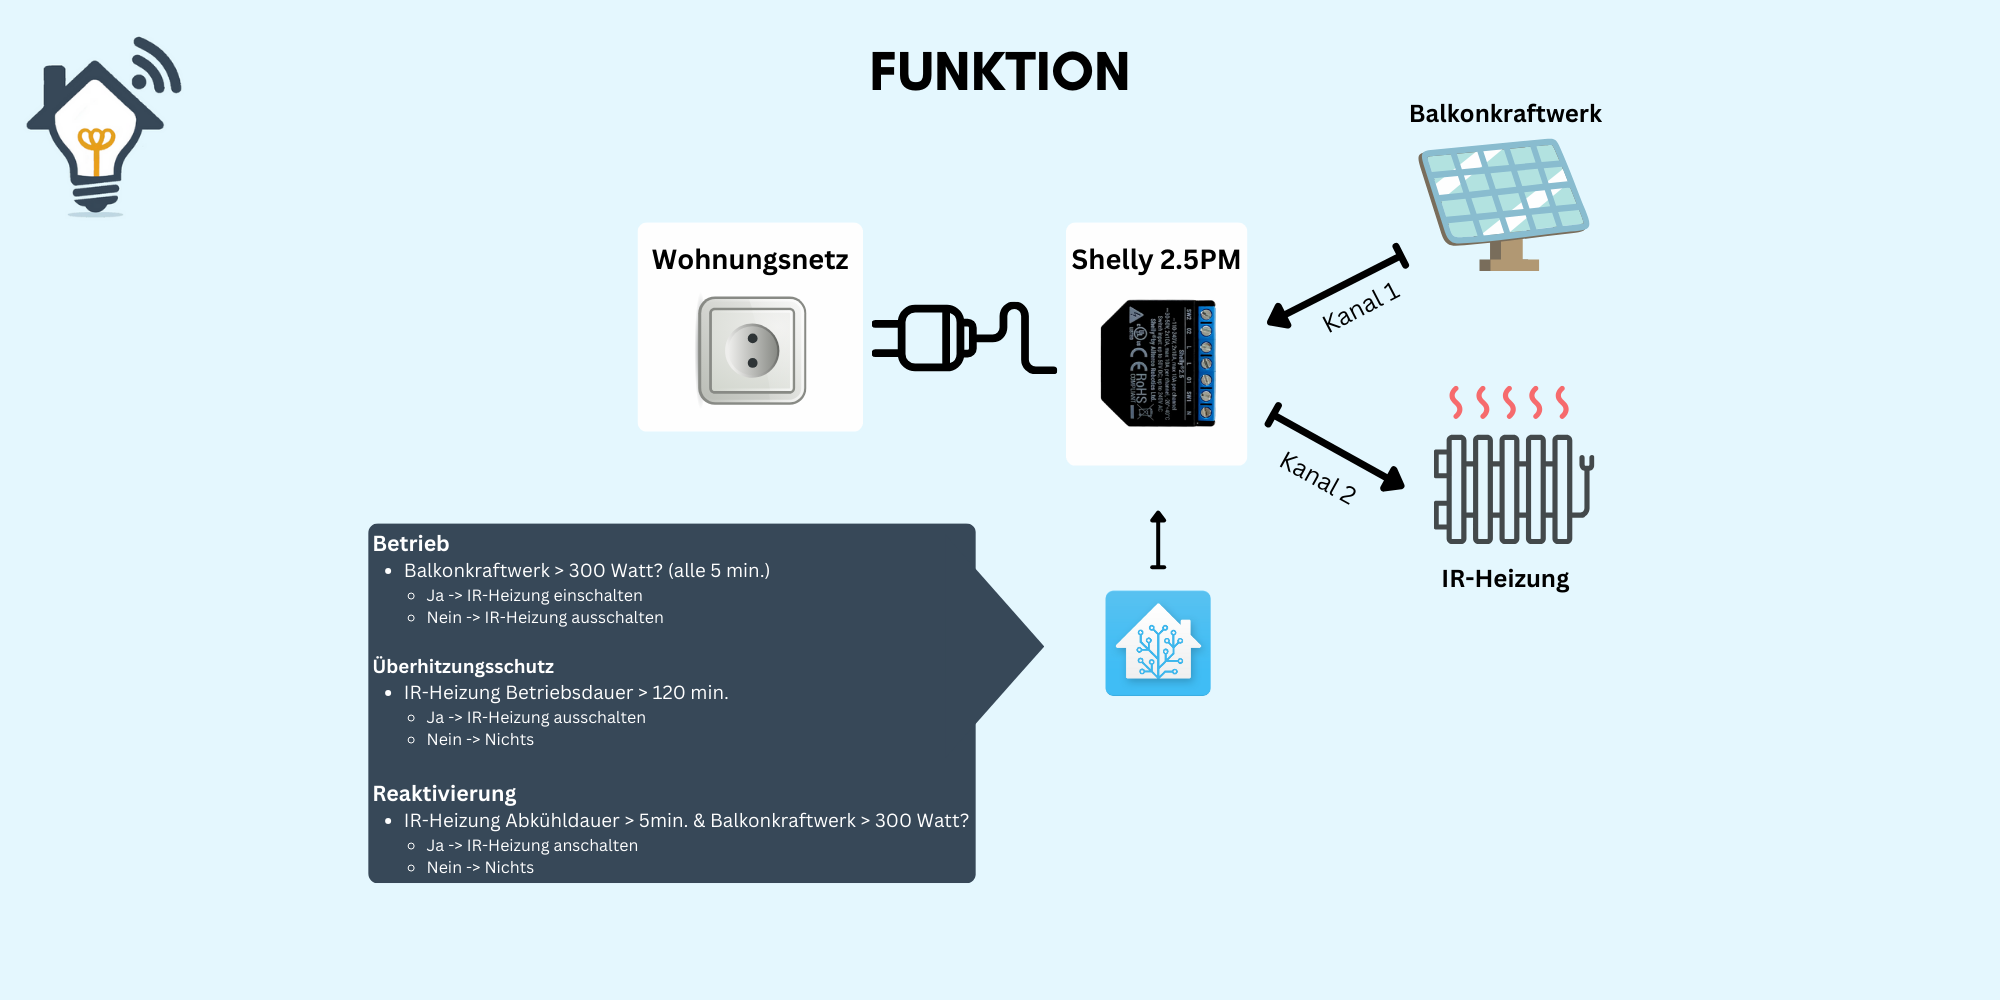 FUNKTION
Balkonkraftwerk
Wohnungsnetz
Shelly 2.5PM
Kanal 1
Kanal 2
IR-Heizung
Betrieb
• Balkonkraftwerk > 300 Watt? (alle 5 min.)
◦ Ja -> IR-Heizung einschalten
◦ Nein -> IR-Heizung ausschalten
Überhitzungsschutz
• IR-Heizung Betriebsdauer > 120 min.
◦ Ja -> IR-Heizung ausschalten
◦ Nein -> Nichts
Reaktivierung
• IR-Heizung Abkühldauer > 5min. & Balkonkraftwerk > 300 Watt?
◦ Ja -> IR-Heizung anschalten
◦ Nein -> Nichts